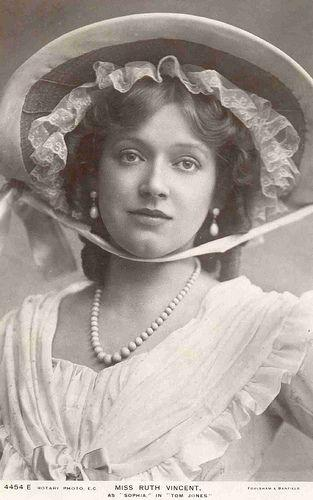 4454 E ROTARY PHOTO, E.C. MISS RUTH VINCENT, FOULSHAM & BANFIELD
AS "SOPHIA" IN "TOM JONES"